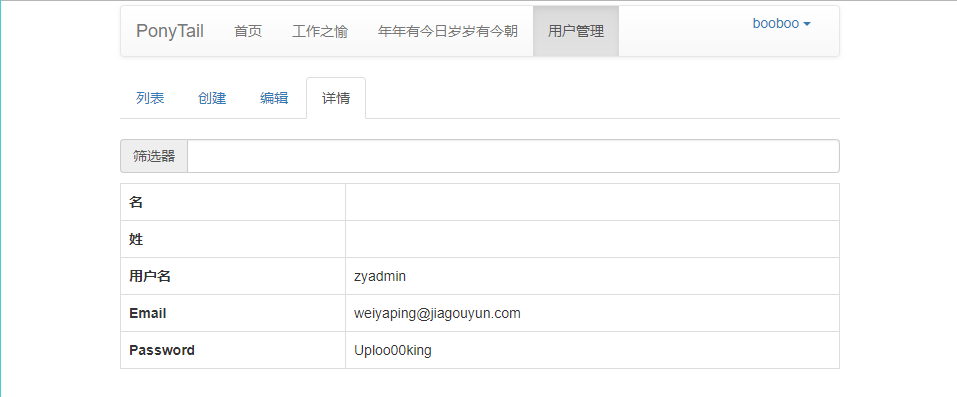 PonyTail 首页 工作之愉 年年有今日岁岁有今朝 用户管理 booboo
列表 创建 编辑 详情
筛选器
名
姓
用户名 zyadmin
Email weiyaping@jiagouyun.com
Password Uploo00king